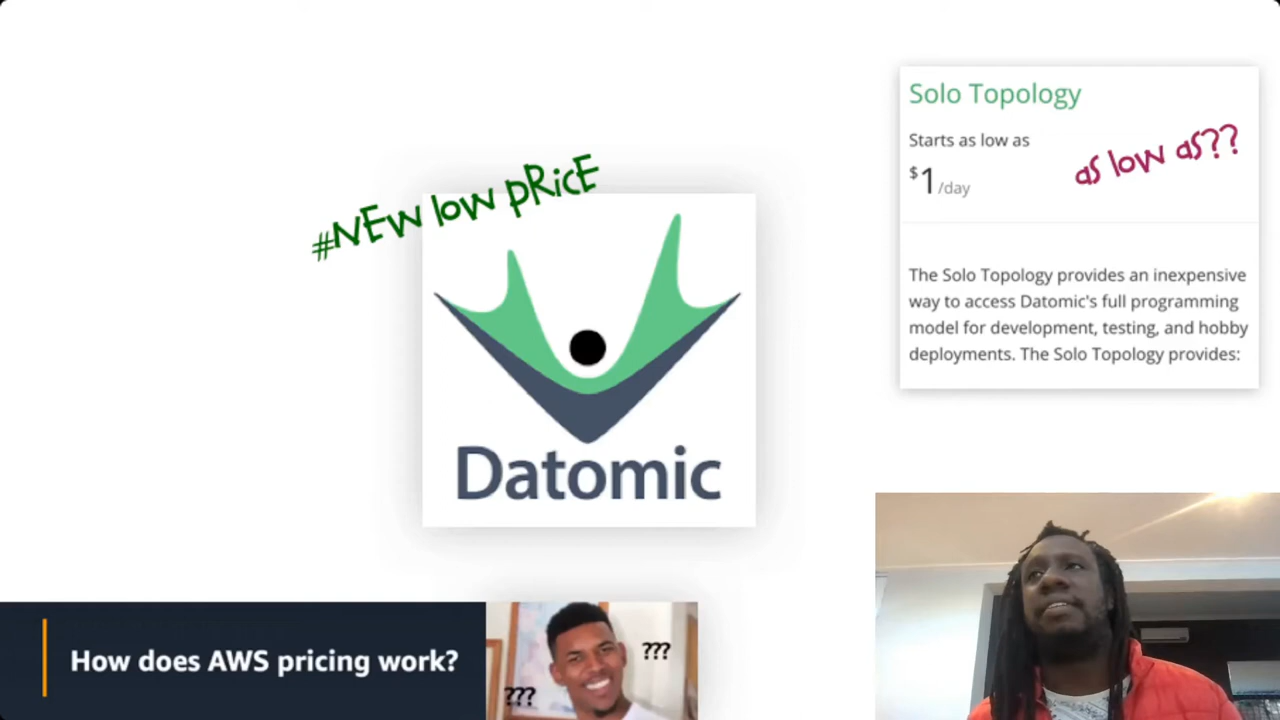 #NEW low pRicE
Datomic
Solo Topology
Starts as low as
$1/day
as low as??
The Solo Topology provides an inexpensive
way to access Datomic's full programming
model for development, testing, and hobby
deployments. The Solo Topology provides:
How does AWS pricing work?
???
???